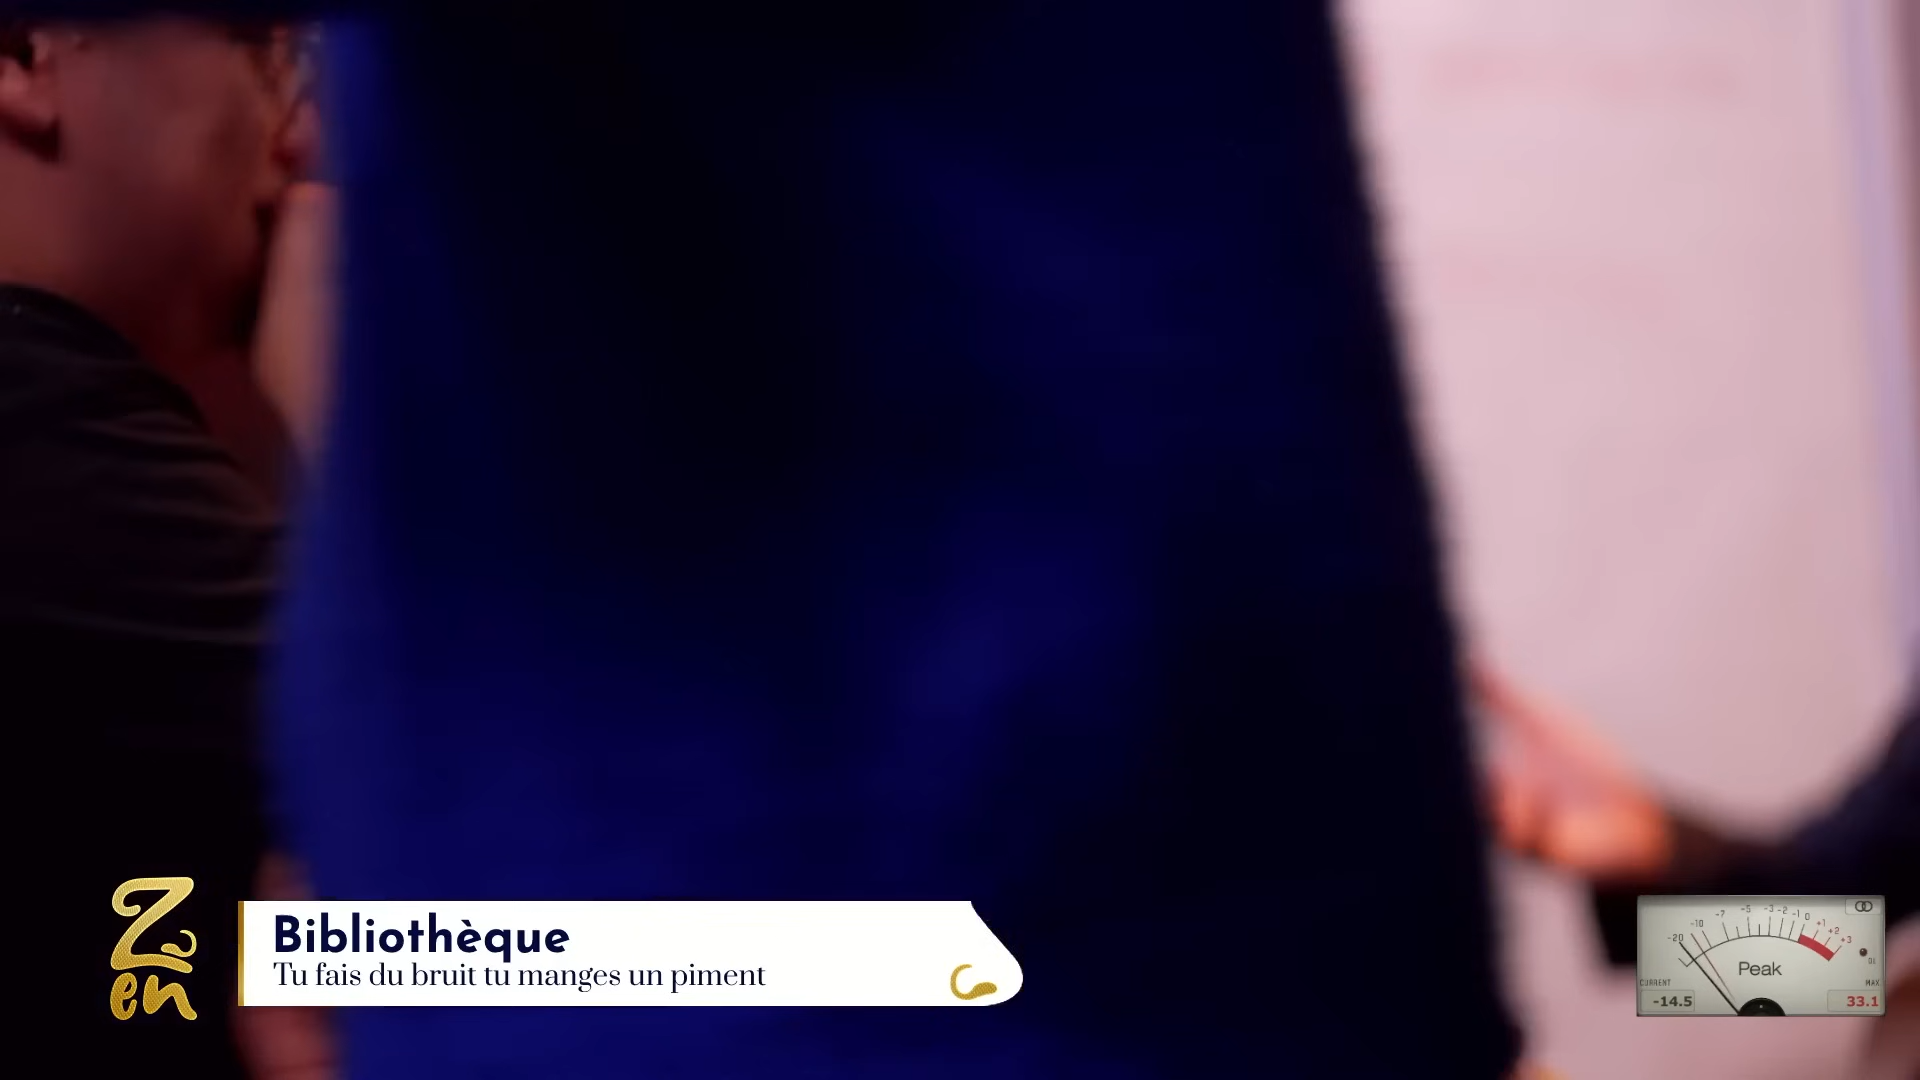 Zen
Bibliothèque
Tu fais du bruit tu manges un piment
-20 -10 -7 -5 -3 -2 -1 0 +1 +2 +3
Peak
CURRENT
MAX
-14.5
33.1